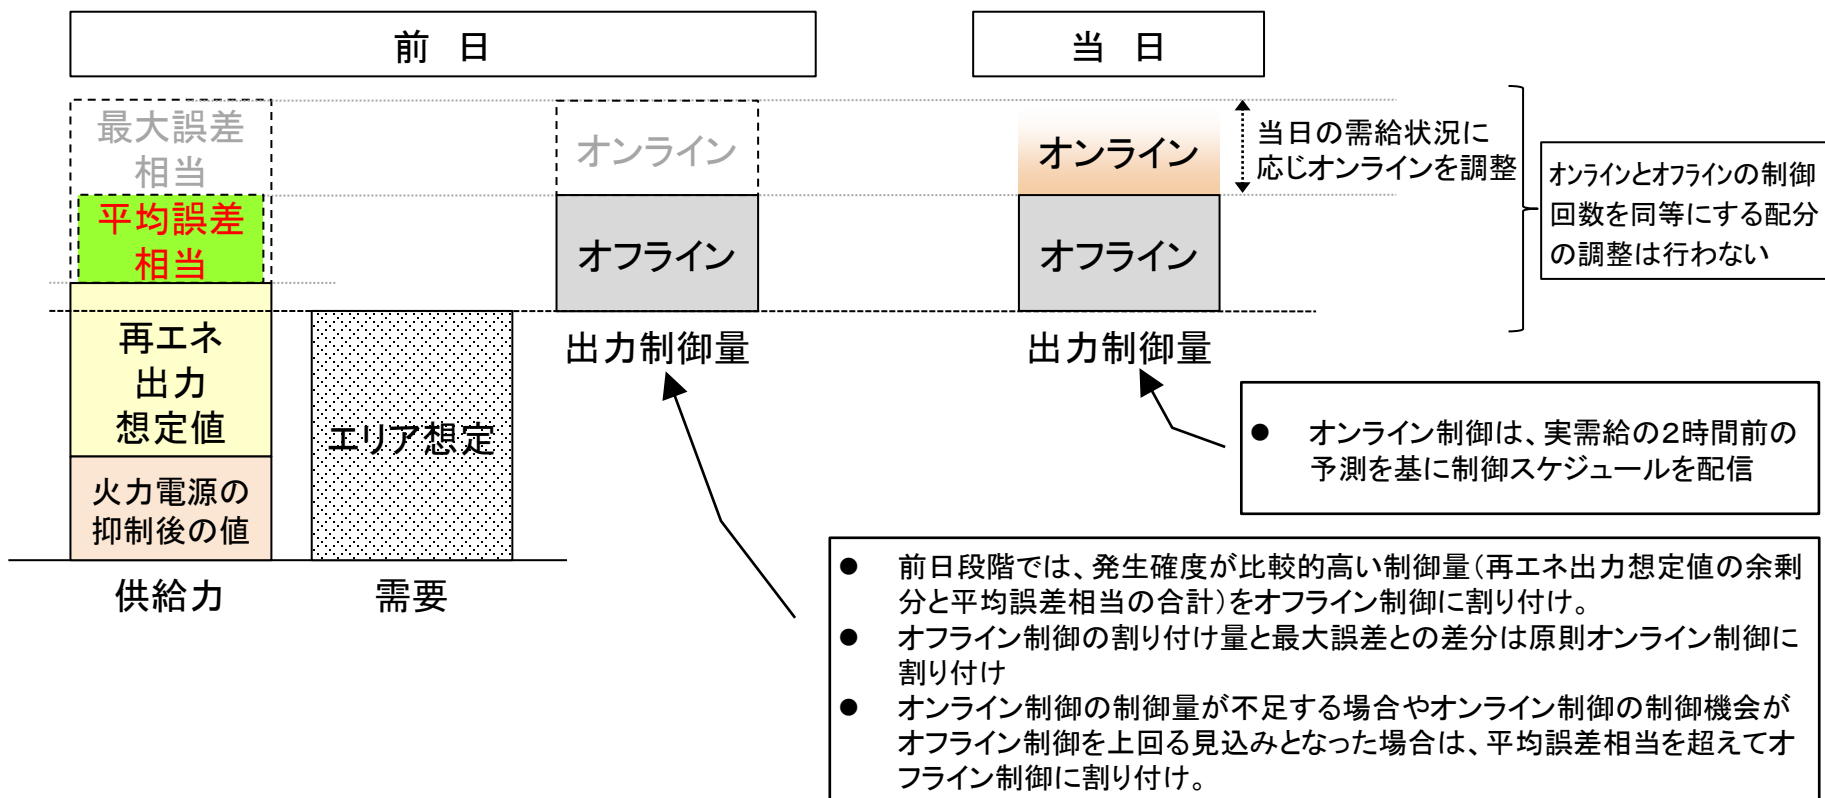 前 日
当 日
最大誤差
相当
平均誤差
相当
再エネ
出力
想定値
火力電源の
抑制後の値
供給力
エリア想定
需要
オンライン
オフライン
出力制御量
オンライン
オフライン
出力制御量
当日の需給状況に
応じオンラインを調整
オンラインとオフラインの制御
回数を同等にする配分
の調整は行わない
● オンライン制御は、実需給の2時間前の
予測を基に制御スケジュールを配信
● 前日段階では、発生確度が比較的高い制御量(再エネ出力想定値の余剰
分と平均誤差相当の合計)をオフライン制御に割り付け。
● オフライン制御の割り付け量と最大誤差との差分は原則オンライン制御に
割り付け
● オンライン制御の制御量が不足する場合やオンライン制御の制御機会が
オフライン制御を上回る見込みとなった場合は、平均誤差相当を超えてオ
フライン制御に割り付け。